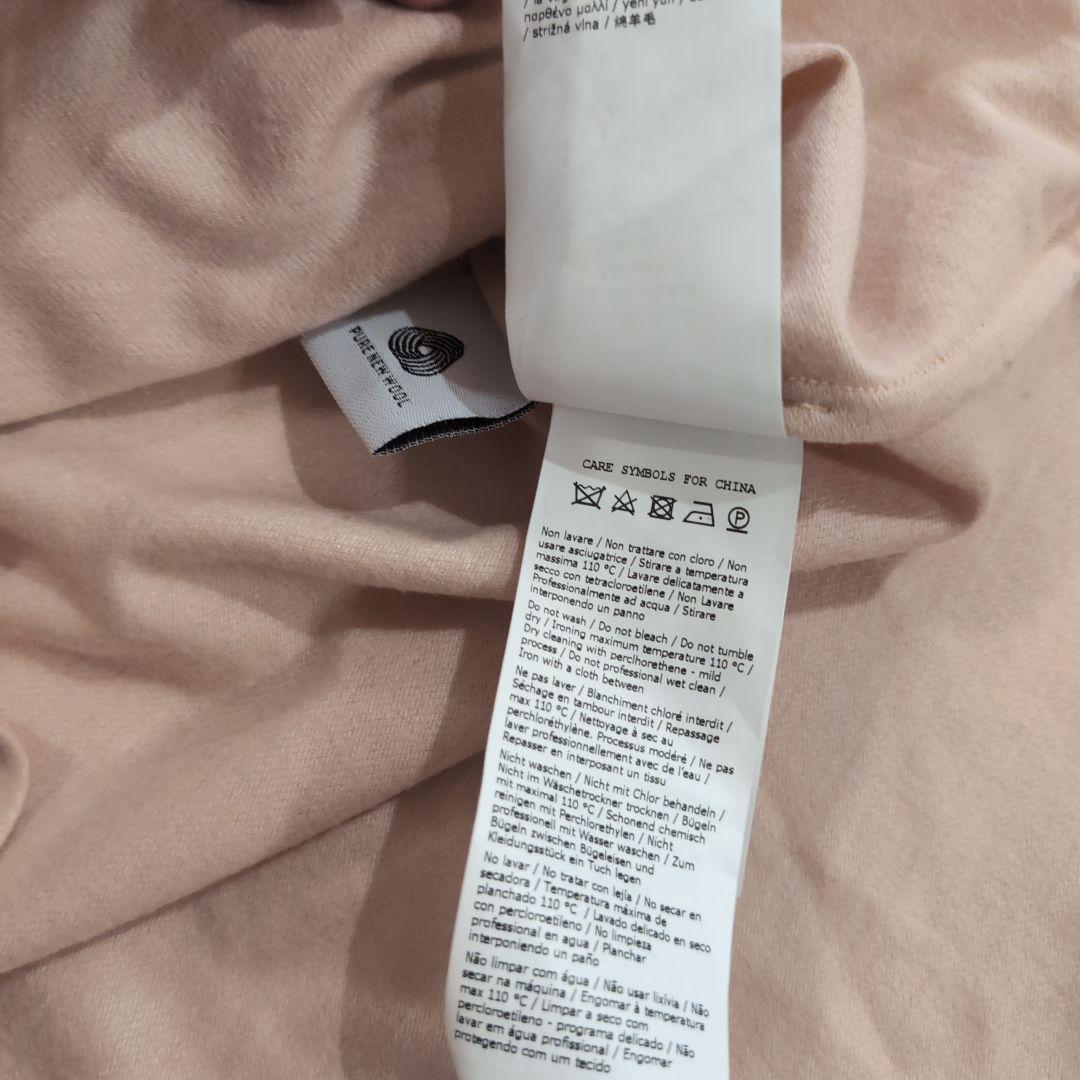 παρθένο μαλλί / yeni yün /
/ strižná vlna / 绵羊毛
PURE NEW WOOL
CARE SYMBOLS FOR CHINA
P
Non lavare / Non trattare con cloro / Non
usare asciugatrice / Stirare a temperatura
massima 110 °C / Lavare delicatamente a
secco con tetracloroetilene / Non Lavare
Professionalmente ad acqua / Stirare
interponendo un panno
Do not wash / Do not bleach / Do not tumble
dry / Ironing maximum temperature 110 °C /
Dry cleaning with perclhorethene - mild
process / Do not professional wet clean /
Iron with a cloth between
Ne pas laver / Blanchiment chloré interdit /
Séchage en tambour interdit / Repassage
max 110 °C / Nettoyage à sec au
perchloréthylène. Processus modéré / Ne pas
laver professionnellement avec de l'eau /
Repasser en interposant un tissu
Nicht waschen / Nicht mit Chlor behandeln /
Nicht im Wäschetrockner trocknen / Bügeln
mit maximal 110 °C / Schonend chemisch
reinigen mit Perchlorethylen / Nicht
professionell mit Wasser waschen / Zum
Bügeln zwischen Bügeleisen und
Kleidungsstück ein Tuch legen
No lavar / No tratar con lejía / No secar en
secadora / Temperatura máxima de
planchado 110 °C / Lavado delicado en seco
con percloroetileno / No limpieza
professional en agua / Planchar
interponiendo un paño
Não limpar com água / Não usar lixívia / Não
secar na máquina / Engomar à temperatura
max 110 °C / Limpar a seco com
percloroetileno - programa delicado / Não
lavar em água profissional / Engomar
protegendo com um tecido